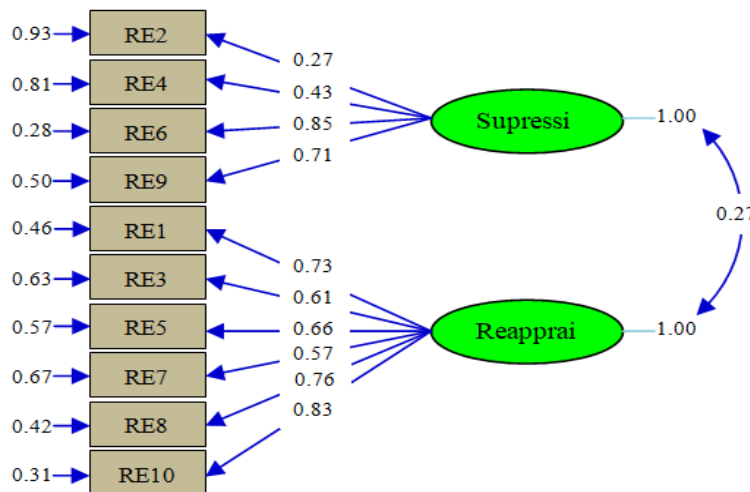 0.93 RE2
0.27
0.81 RE4
0.43
0.28 RE6
0.85
Supressi 1.00
0.50 RE9
0.71
0.46 RE1
0.27
0.73
0.63 RE3
0.61
0.57 RE5
0.66
Reapprai 1.00
0.57
0.67 RE7
0.76
0.42 RE8
0.83
0.31 RE10